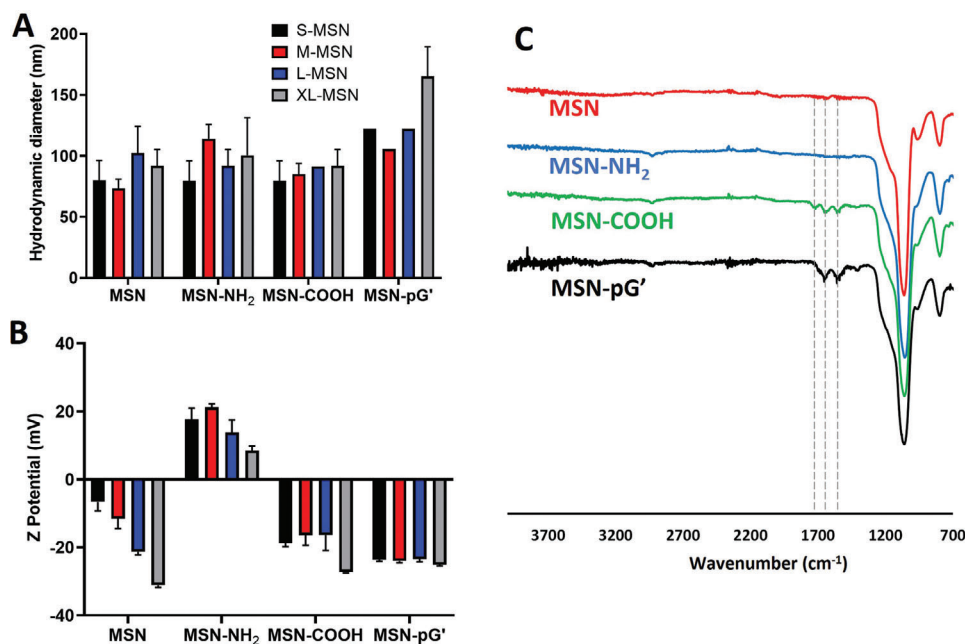 A
Hydrodynamic diameter (nm)
200
150
100
50
0
S-MSN
M-MSN
L-MSN
XL-MSN
MSN MSN-NH₂ MSN-COOH MSN-pG'
B
Z Potential (mV)
40
20
0
-20
-40
MSN MSN-NH₂ MSN-COOH MSN-pG'
C
MSN
MSN-NH₂
MSN-COOH
MSN-pG’
3700 3200 2700 2200 1700 1200 700
Wavenumber (cm⁻¹)